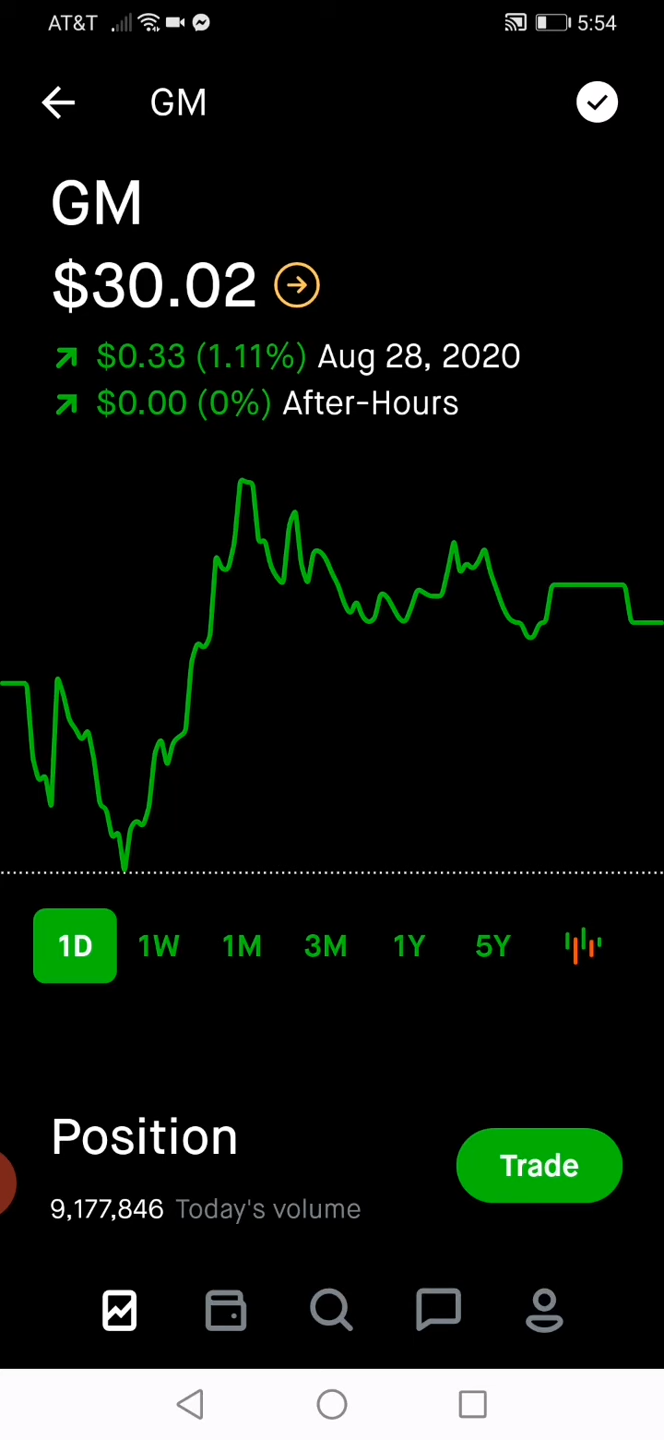 AT&T 5:54
GM
GM
$30.02
$0.33 (1.11%) Aug 28, 2020
$0.00 (0%) After-Hours
1D 1W 1M 3M 1Y 5Y
Position
Trade
9,177,846 Today's volume